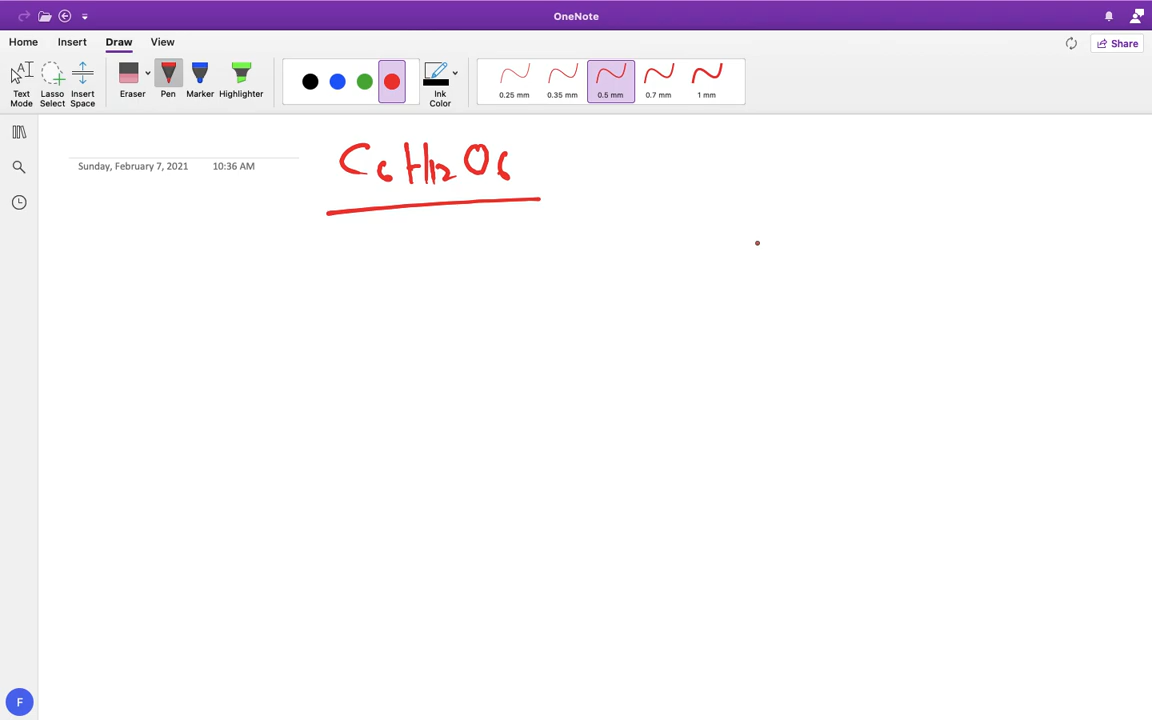 OneNote
Home Insert Draw View
Share
Text Mode
Lasso Select
Insert Space
Eraser
Pen
Marker
Highlighter
Ink Color
0.25 mm
0.35 mm
0.5 mm
0.7 mm
1 mm
Sunday, February 7, 2021 10:36 AM
C6H12O6
F